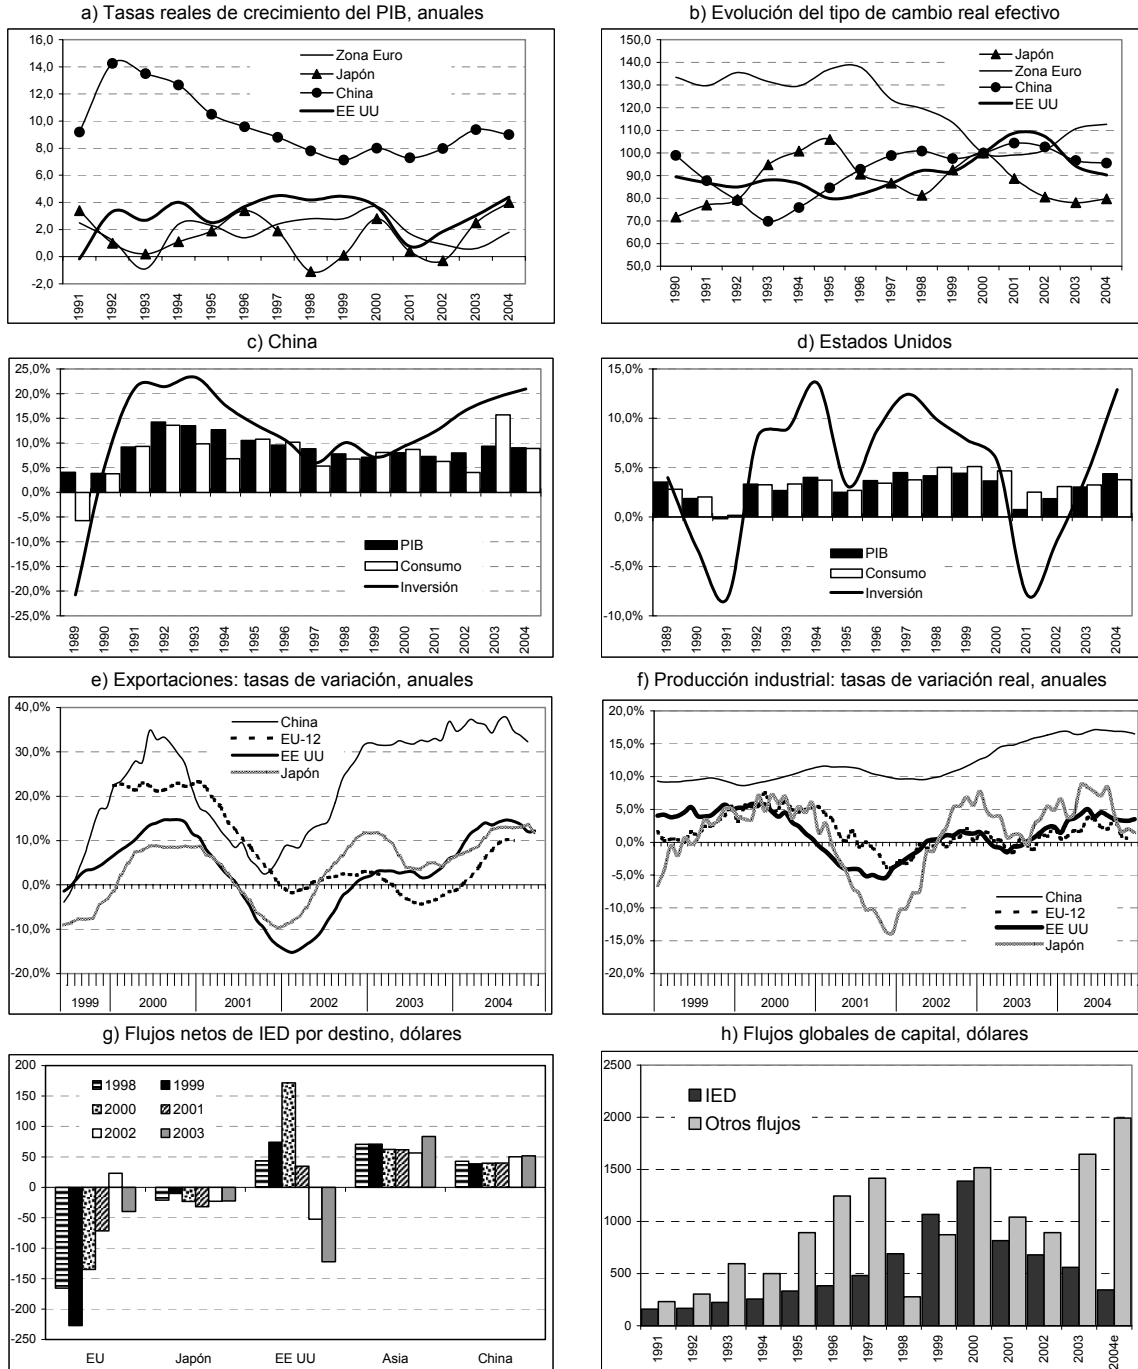 a) Tasas reales de crecimiento del PIB, anuales
16,0
14,0
12,0
10,0
8,0
6,0
4,0
2,0
0,0
-2,0
Zona Euro
Japón
China
EE UU
1991 1992 1993 1994 1995 1996 1997 1998 1999 2000 2001 2002 2003 2004
b) Evolución del tipo de cambio real efectivo
150,0
140,0
130,0
120,0
110,0
100,0
90,0
80,0
70,0
60,0
50,0
Japón
Zona Euro
China
EE UU
1990 1991 1992 1993 1994 1995 1996 1997 1998 1999 2000 2001 2002 2003 2004
c) China
25,0%
20,0%
15,0%
10,0%
5,0%
0,0%
-5,0%
-10,0%
-15,0%
-20,0%
-25,0%
PIB
Consumo
Inversión
1989 1990 1991 1992 1993 1994 1995 1996 1997 1998 1999 2000 2001 2002 2003 2004
d) Estados Unidos
15,0%
10,0%
5,0%
0,0%
-5,0%
-10,0%
PIB
Consumo
Inversión
1989 1990 1991 1992 1993 1994 1995 1996 1997 1998 1999 2000 2001 2002 2003 2004
e) Exportaciones: tasas de variación, anuales
40,0%
30,0%
20,0%
10,0%
0,0%
-10,0%
-20,0%
China
EU-12
EE UU
Japón
1999 2000 2001 2002 2003 2004
f) Producción industrial: tasas de variación real, anuales
20,0%
15,0%
10,0%
5,0%
0,0%
-5,0%
-10,0%
-15,0%
-20,0%
China
EU-12
EE UU
Japón
1999 2000 2001 2002 2003 2004
g) Flujos netos de IED por destino, dólares
200
150
100
50
0
-50
-100
-150
-200
-250
1998 1999
2000 2001
2002 2003
EU Japón EE UU Asia China
h) Flujos globales de capital, dólares
2500
2000
1500
1000
500
0
IED
Otros flujos
1991 1992 1993 1994 1995 1996 1997 1998 1999 2000 2001 2002 2003 2004e